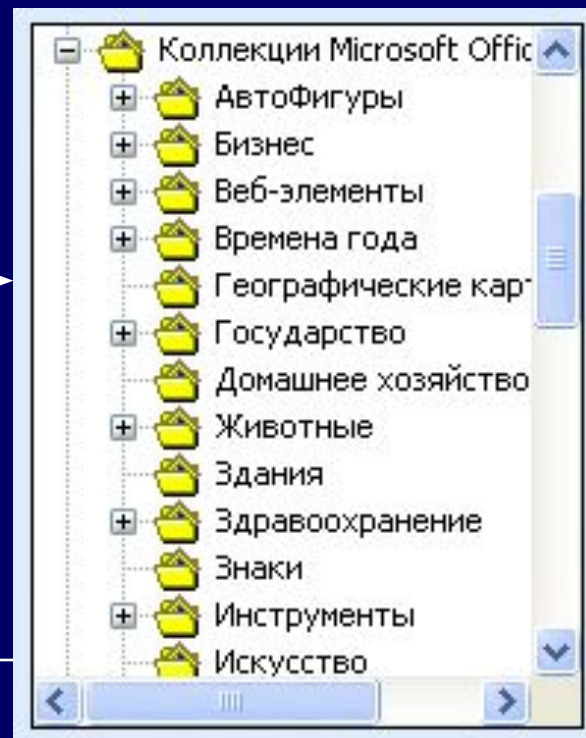 Коллекции Microsoft Offic
АвтоФигуры
Бизнес
Веб-элементы
Времена года
Географические кар
Государство
Домашнее хозяйство
Животные
Здания
Здравоохранение
Знаки
Инструменты
Искусство